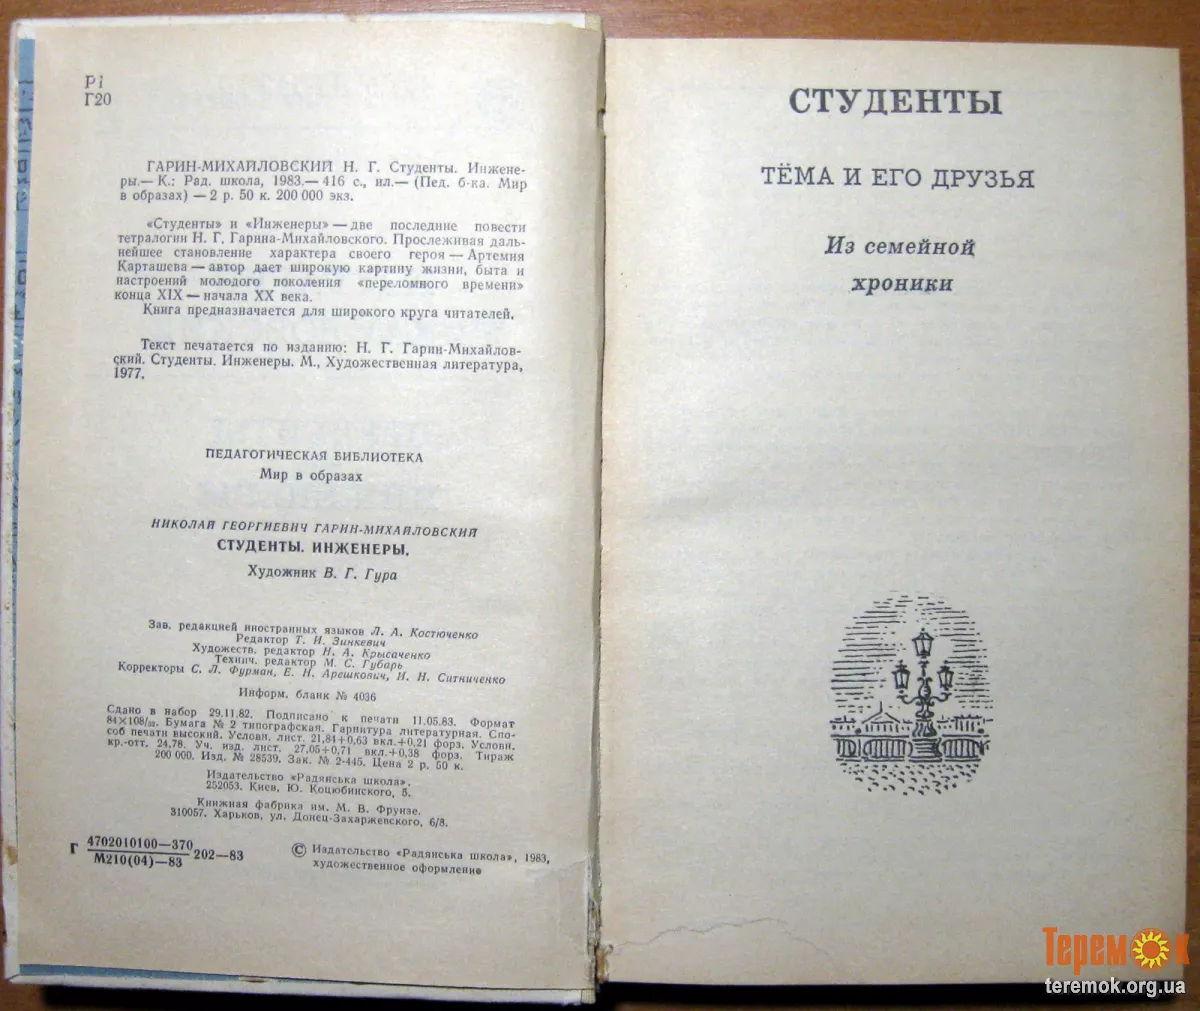 Р1
Г20
ГАРИН-МИХАЙЛОВСКИЙ Н. Г. Студенты. Инжене-
ры.— К.: Рад. школа, 1983.— 416 с., ил.— (Пед. б-ка. Мир
в образах) — 2 р. 50 к. 200 000 экз.
«Студенты» и «Инженеры» — две последние повести
тетралогии Н. Г. Гарина-Михайловского. Прослеживая даль-
нейшее становление характера своего героя — Артемия
Карташева — автор дает широкую картину жизни, быта и
настроений молодого поколения «переломного времени»
конца XIX — начала XX века.
Книга предназначается для широкого круга читателей.
Текст печатается по изданию: Н. Г. Гарин-Михайлов-
ский. Студенты. Инженеры. М., Художественная литература,
1977.
ПЕДАГОГИЧЕСКАЯ БИБЛИОТЕКА
Мир в образах
НИКОЛАЙ ГЕОРГИЕВИЧ ГАРИН-МИХАЙЛОВСКИЙ
СТУДЕНТЫ. ИНЖЕНЕРЫ.
Художник В. Г. Гура
Зав. редакцией иностранных языков Л. А. Костюченко
Редактор Т. И. Зинкевич
Художеств. редактор Н. А. Крысаченко
Технич. редактор М. С. Губарь
Корректоры С. Л. Фурман, Е. Н. Арешкович, И. Н. Ситниченко
Информ. бланк № 4036
Сдано в набор 29.11.82. Подписано к печати 11.05.83. Формат
84×108/32. Бумага № 2 типографская. Гарнитура литературная. Спо-
соб печати высокий. Условн. лист. 21,84+0,63 вкл.+0,21 форз. Условн.
кр.-отт. 24,78. Уч. изд. лист. 27,05+0,71 вкл.+0,38 форз. Тираж
200 000. Изд. № 28539. Зак. № 2-445. Цена 2 р. 50 к.
Издательство «Радянська школа»,
252053. Киев, Ю. Коцюбинского, 5.
Книжная фабрика им. М. В. Фрунзе.
310057. Харьков, ул. Донец-Захаржевского, 6/8.
Г 4702010100—370
М210(04)—83 202—83
© Издательство «Радянська школа», 1983,
художественное оформление
СТУДЕНТЫ
ТЁМА И ЕГО ДРУЗЬЯ
Из семейной
хроники
Теремок
teremok.org.ua